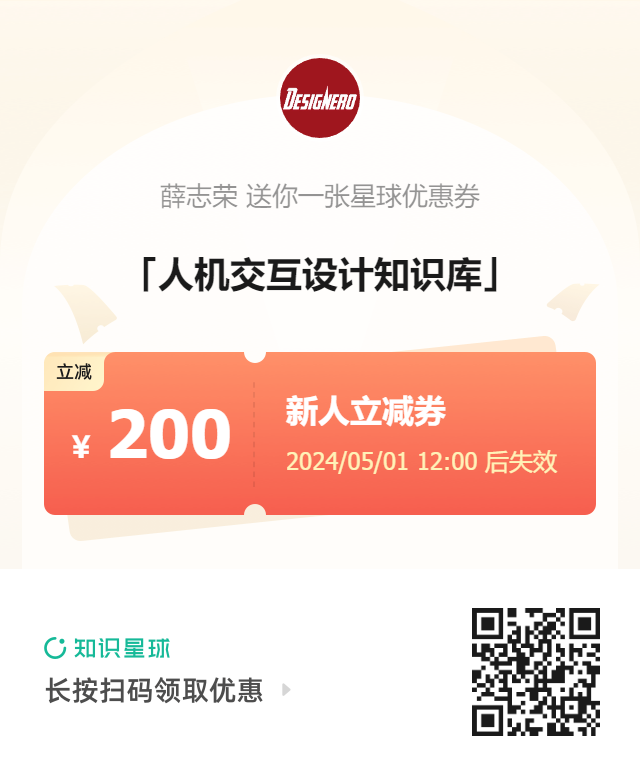 DESIGNERO
薛志荣 送你一张星球优惠券
「人机交互设计知识库」
立减
¥ 200
新人立减券
2024/05/01 12:00 后失效
知识星球
长按扫码领取优惠